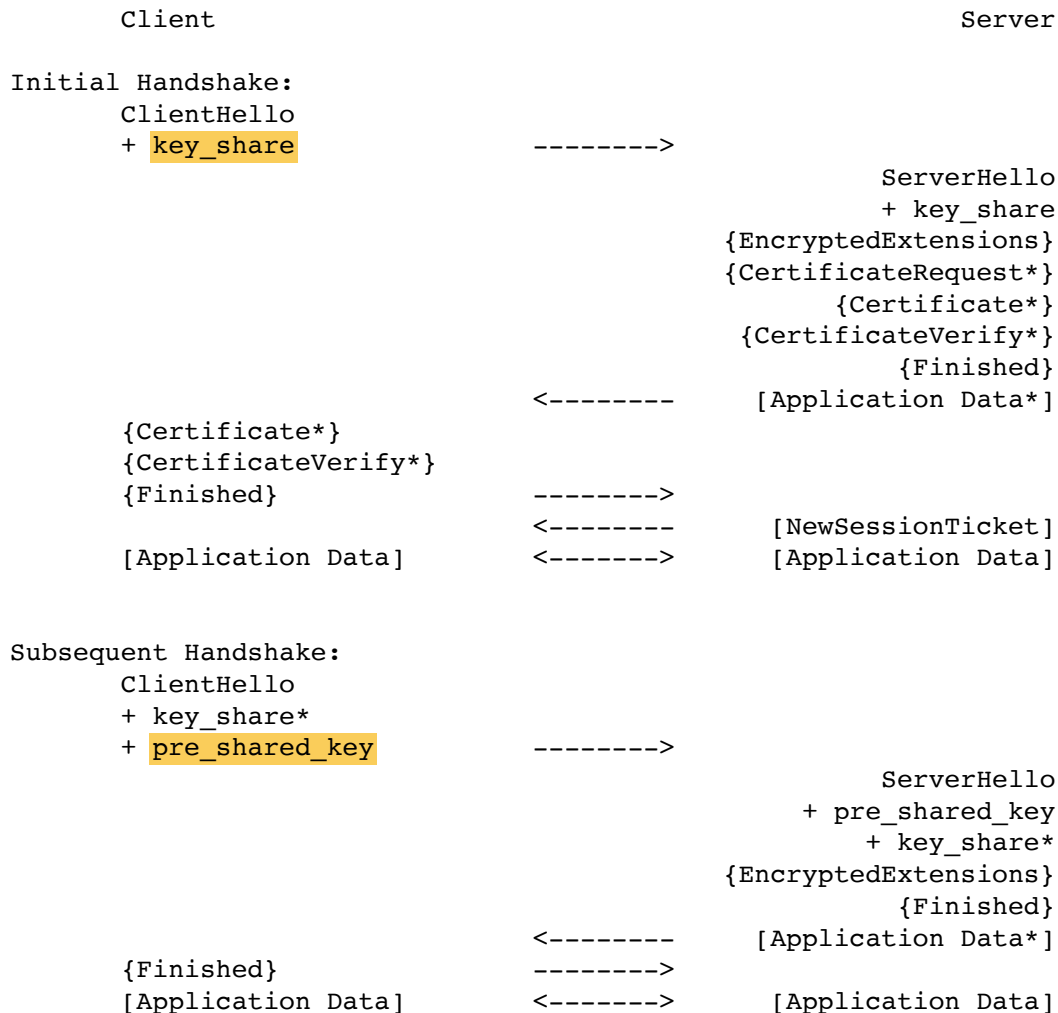 Client Server
Initial Handshake:
ClientHello
+ key_share -------->
ServerHello
+ key_share
{EncryptedExtensions}
{CertificateRequest*}
{Certificate*}
{CertificateVerify*}
{Finished}
<-------- [Application Data*]
{Certificate*}
{CertificateVerify*}
{Finished} -------->
<-------- [NewSessionTicket]
[Application Data] <-------> [Application Data]
Subsequent Handshake:
ClientHello
+ key_share*
+ pre_shared_key -------->
ServerHello
+ pre_shared_key
+ key_share*
{EncryptedExtensions}
{Finished}
<-------- [Application Data*]
{Finished} -------->
[Application Data] <-------> [Application Data]